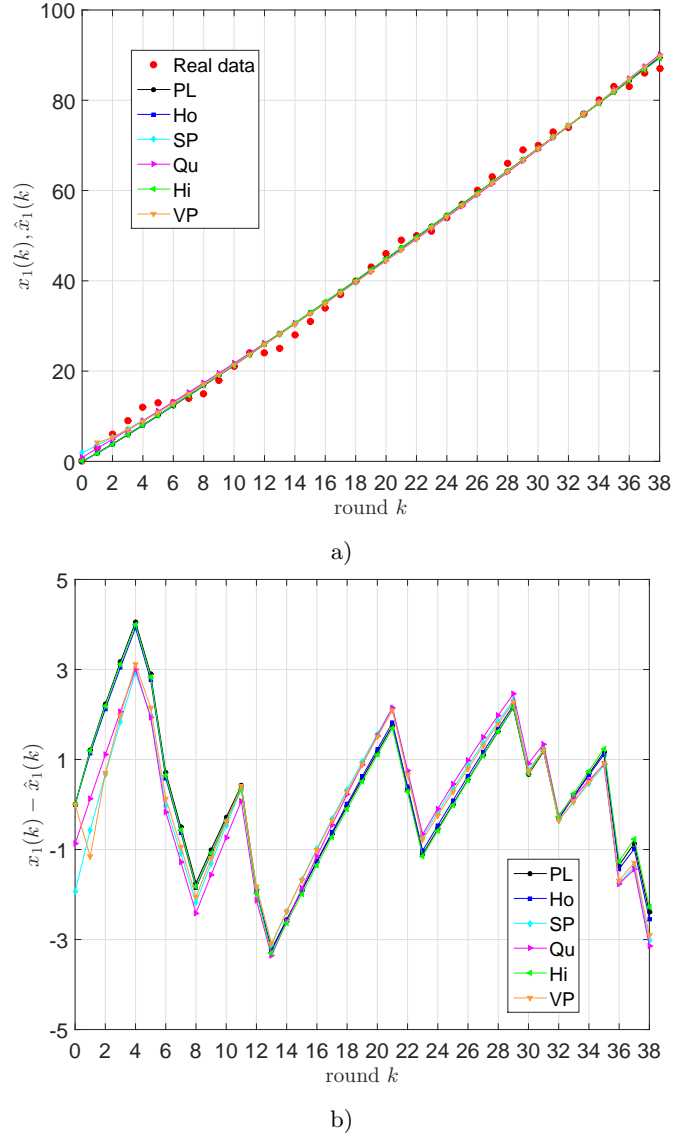 100
80
60
40
20
0
x₁(k), x̂₁(k)
Real data
PL
Ho
SP
Qu
Hi
VP
0 2 4 6 8 10 12 14 16 18 20 22 24 26 28 30 32 34 36 38
round k
a)
5
3
1
-1
-3
-5
x₁(k) − x̂₁(k)
PL
Ho
SP
Qu
Hi
VP
0 2 4 6 8 10 12 14 16 18 20 22 24 26 28 30 32 34 36 38
round k
b)